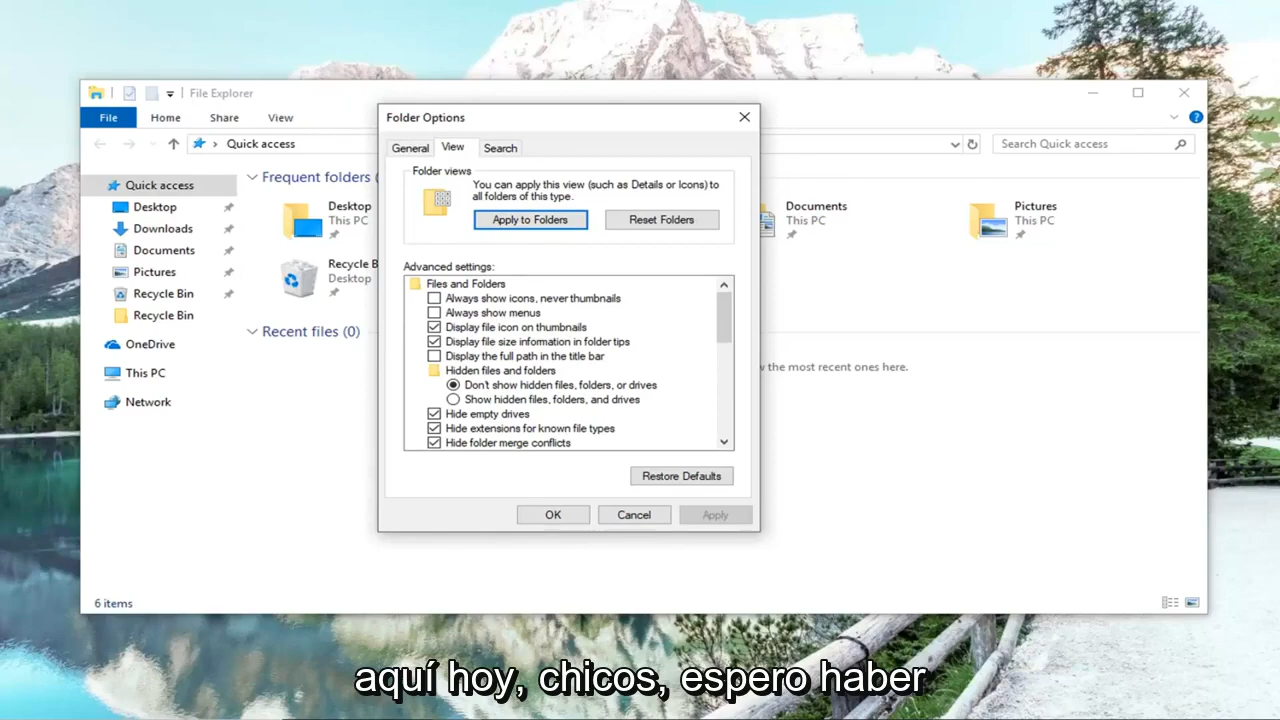 File Explorer
File
Home
Share
View
Quick access
Search Quick access
Quick access
Desktop
Downloads
Documents
Pictures
Recycle Bin
Recycle Bin
OneDrive
This PC
Network
Frequent folders (
Desktop
This PC
Recycle B
Desktop
Documents
This PC
Pictures
This PC
Recent files (0)
w the most recent ones here.
6 items
Folder Options
General
View
Search
Folder views
You can apply this view (such as Details or Icons) to
all folders of this type.
Apply to Folders
Reset Folders
Advanced settings:
Files and Folders
Always show icons, never thumbnails
Always show menus
Display file icon on thumbnails
Display file size information in folder tips
Display the full path in the title bar
Hidden files and folders
Don't show hidden files, folders, or drives
Show hidden files, folders, and drives
Hide empty drives
Hide extensions for known file types
Hide folder merge conflicts
Restore Defaults
OK
Cancel
Apply
aquí hoy, chicos, espero haber